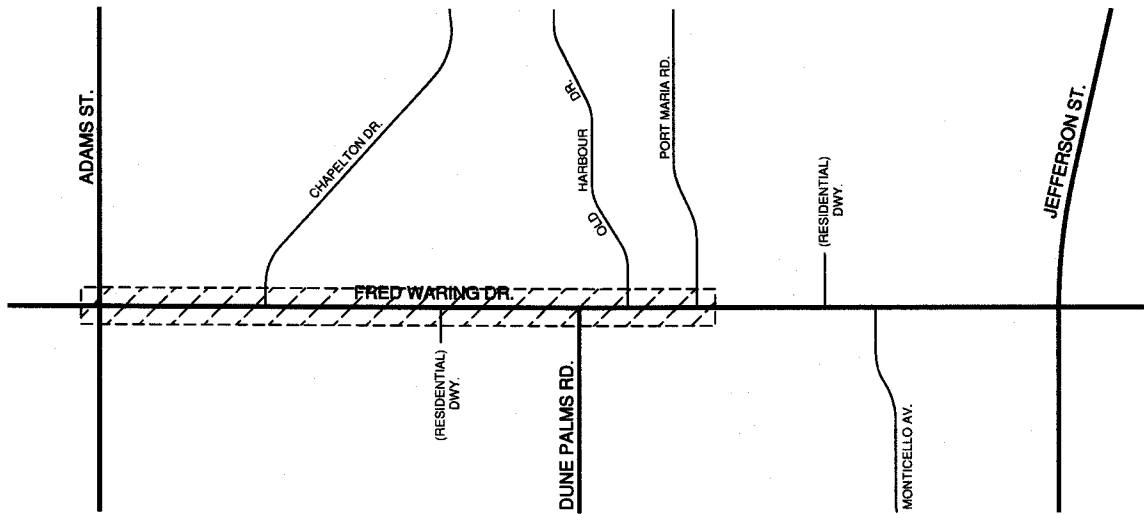 ADAMS ST.
CHAPELTON DR.
OLD
HARBOUR
DR.
PORT MARIA RD.
(RESIDENTIAL)
DWY.
JEFFERSON ST.
FRED WARING DR.
(RESIDENTIAL)
DWY.
DUNE PALMS RD.
MONTICELLO AV.